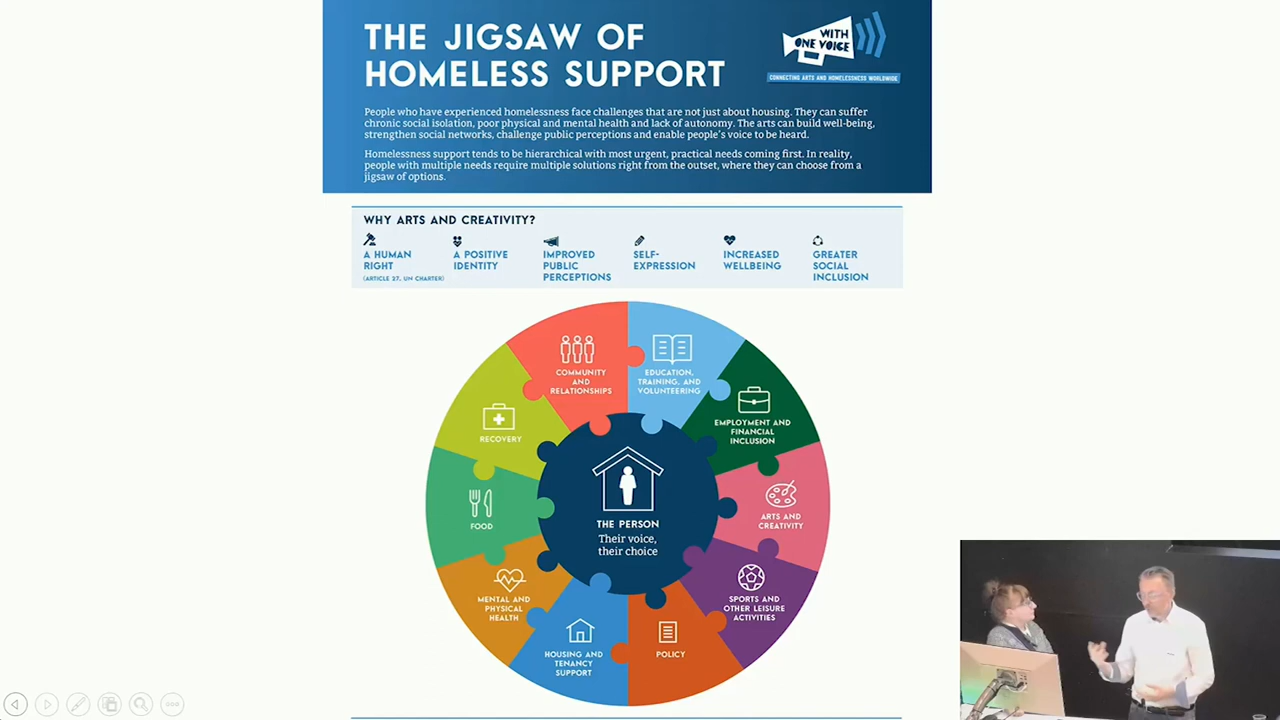 THE JIGSAW OF
HOMELESS SUPPORT
WITH
ONE VOICE
CONNECTING ARTS AND HOMELESSNESS WORLDWIDE
People who have experienced homelessness face challenges that are not just about housing. They can suffer
chronic social isolation, poor physical and mental health and lack of autonomy. The arts can build well-being,
strengthen social networks, challenge public perceptions and enable people's voice to be heard.
Homelessness support tends to be hierarchical with most urgent, practical needs coming first. In reality,
people with multiple needs require multiple solutions right from the outset, where they can choose from a
jigsaw of options.
WHY ARTS AND CREATIVITY?
A HUMAN
RIGHT
(ARTICLE 27, UN CHARTER)
A POSITIVE
IDENTITY
IMPROVED
PUBLIC
PERCEPTIONS
SELF-
EXPRESSION
INCREASED
WELLBEING
GREATER
SOCIAL
INCLUSION
COMMUNITY
AND
RELATIONSHIPS
EDUCATION,
TRAINING, AND
VOLUNTEERING
EMPLOYMENT AND
FINANCIAL
INCLUSION
ARTS AND
CREATIVITY
SPORTS AND
OTHER LEISURE
ACTIVITIES
POLICY
HOUSING AND
TENANCY
SUPPORT
MENTAL AND
PHYSICAL
HEALTH
FOOD
RECOVERY
THE PERSON
Their voice,
their choice